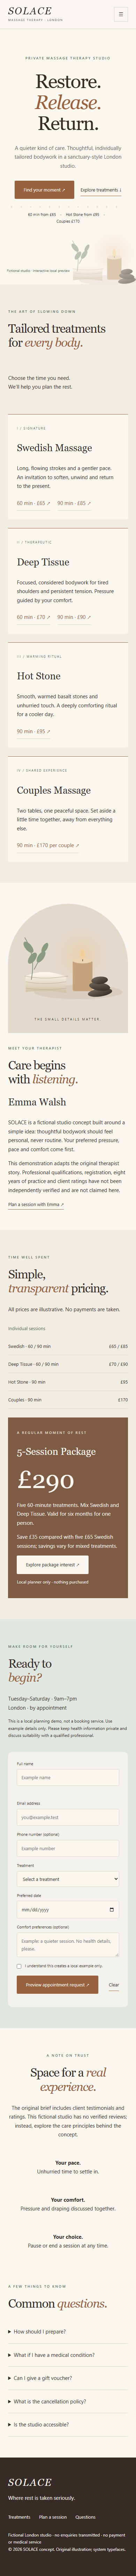 SOLACE
MASSAGE THERAPY · LONDON
☰
PRIVATE MASSAGE THERAPY STUDIO
Restore.
Release.
Return.
A quieter kind of care. Thoughtful, individually
tailored bodywork in a sanctuary-style London
studio.
Find your moment ↗
Explore treatments ↓
60 min from £65 · Hot Stone from £95 ·
Couples £170
Fictional studio · interactive local preview
THE ART OF SLOWING DOWN
Tailored treatments
for every body.
Choose the time you need.
We'll help you plan the rest.
SIGNATURE
Swedish Massage
Long, flowing strokes and a gentler pace.
An invitation to soften, unwind and return
to the present.
60 min · £65 ↗ 90 min · £85 ↗
THERAPEUTIC
Deep Tissue
Focused, considered bodywork for tired
shoulders and persistent tension. Pressure
guided by your comfort.
60 min · £70 ↗ 90 min · £90 ↗
WARMING RITUAL
Hot Stone
Smooth, warmed basalt stones and
unhurried touch. A deeply comforting ritual
for a cooler day.
90 min · £95 ↗
SHARED EXPERIENCE
Couples Massage
Two tables, one peaceful space. Set aside a
little time together, away from everything
else.
90 min · £170 per couple ↗
THE SMALL DETAILS MATTER.
MEET YOUR THERAPIST
Care begins
with listening.
Emma Walsh
SOLACE is a fictional studio concept built around a
simple idea: thoughtful bodywork should feel
personal, never routine. Your preferred pressure,
pace and comfort come first.
This demonstration adapts the original therapist
story. Professional qualifications, registration, eight
years of practice and client ratings have not been
independently verified and are not claimed here.
Plan a session with Emma ↗
TIME WELL SPENT
Simple,
transparent pricing.
All prices are illustrative. No payments are taken.
Individual sessions
Swedish · 60 / 90 min £65 / £85
Deep Tissue · 60 / 90 min £70 / £90
Hot Stone · 90 min £95
Couples · 90 min £170
A REGULAR MOMENT OF REST
5-Session Package
£290
Five 60-minute treatments. Mix Swedish and
Deep Tissue. Valid for six months for one
person.
Save £35 compared with five £65 Swedish
sessions; savings vary for mixed treatments.
Explore package interest ↗
Local planner only · nothing purchased
MAKE ROOM FOR YOURSELF
Ready to
begin?
Tuesday–Saturday · 9am–7pm
London · by appointment
This is a local planning demo, not a booking service. Use
example details only. Please keep health information private and
discuss suitability with a qualified professional.
Full name
Example name
Email address
you@example.test
Phone number (optional)
Example number
Treatment
Select a treatment
Preferred date
mm/dd/yyyy
Comfort preferences (optional)
Example: a quieter session. No health details,
please.
I understand this creates a local example only.
Preview appointment request ↗
Clear
A NOTE ON TRUST
Space for a real
experience.
The original brief includes client testimonials and
ratings. This fictional studio has no verified reviews;
instead, explore the care principles behind the
concept.
Your pace.
Unhurried time to settle in.
Your comfort.
Pressure and draping discussed together.
Your choice.
Pause or end a session at any time.
A FEW THINGS TO KNOW
Common questions.
How should I prepare?
What if I have a medical condition?
Can I give a gift voucher?
What is the cancellation policy?
Is the studio accessible?
SOLACE
Where rest is taken seriously.
Treatments Plan a session Questions
Fictional London studio · no enquiries transmitted · no payment
or medical service
© 2026 SOLACE concept. Original illustration; system typefaces.